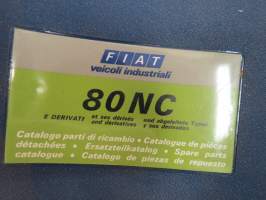 FIAT
veicoli industriali
80NC
E DERIVATI et ses dérivés und abgeleitete Typen
and derivatives y sus derivados
Catalogo parti di ricambio • Catalogue de pièces
détachées • Ersatzteilkatalog • Spare parts
catalogue • Catalogo de piezas de repuesto